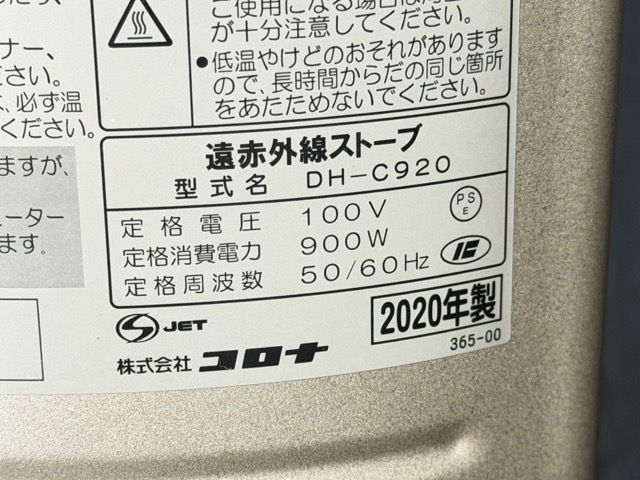 ご使用になる場合は周囲
が十分注意してください。
●低温やけどのおそれがあります
ので、長時間からだの同じ箇所
をあたためないでください。
ナー、
ださい。
、必ず温
ください。
ますが、
ーター
ます。
遠赤外線ストーブ
型式名 DH-C920
定格電圧 100V
定格消費電力 900W
定格周波数 50/60Hz
PS
E
S JET
株式会社 コロナ
2020年製
365-00